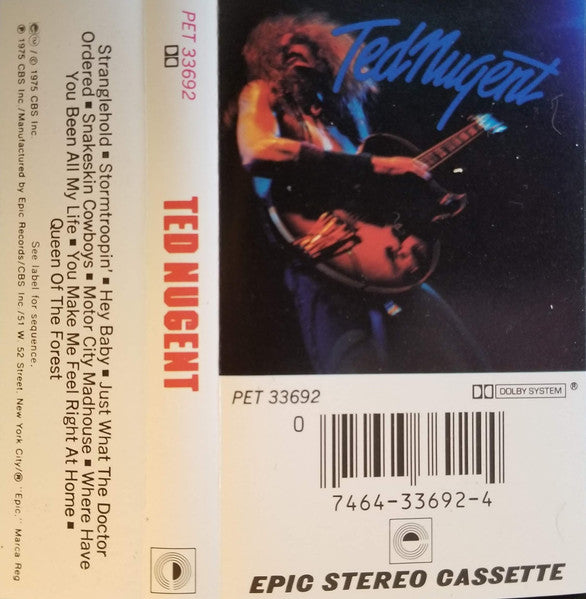 Stranglehold ■ Stormtroopin' ■ Hey Baby ■ Just What The Doctor
Ordered ■ Snakeskin Cowboys ■ Motor City Madhouse ■ Where Have
You Been All My Life ■ You Make Me Feel Right At Home ■
Queen Of The Forest
See label for sequence.
© 1975 CBS Inc.
℗ 1975 CBS Inc./Manufactured by Epic Records/CBS Inc./51 W. 52 Street, New York City/® "Epic," Marca Reg
PET 33692
TED NUGENT
Ted Nugent
PET 33692
DOLBY SYSTEM ®
0
7464-33692-4
EPIC STEREO CASSETTE